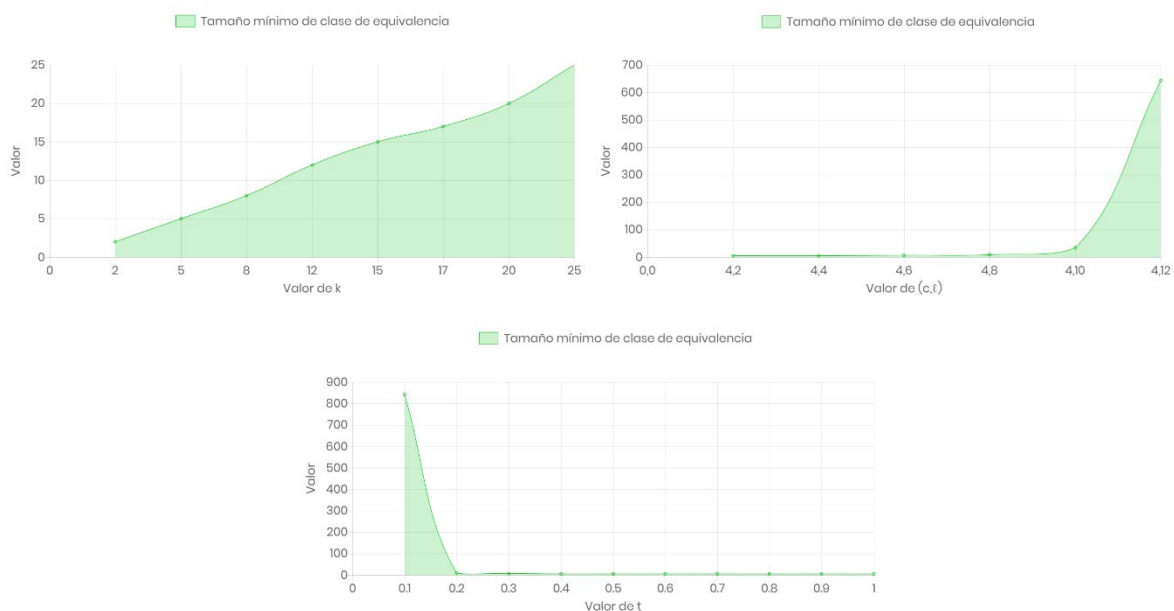 Tamaño mínimo de clase de equivalencia
25
20
15
10
5
0
Valor
0 2 5 8 12 15 17 20 25
Valor de k
Tamaño mínimo de clase de equivalencia
700
600
500
400
300
200
100
0
Valor
0,0 4,2 4,4 4,6 4,8 4,10 4,12
Valor de (c,ℓ)
Tamaño mínimo de clase de equivalencia
900
800
700
600
500
400
300
200
100
0
Valor
0 0.1 0.2 0.3 0.4 0.5 0.6 0.7 0.8 0.9 1
Valor de t